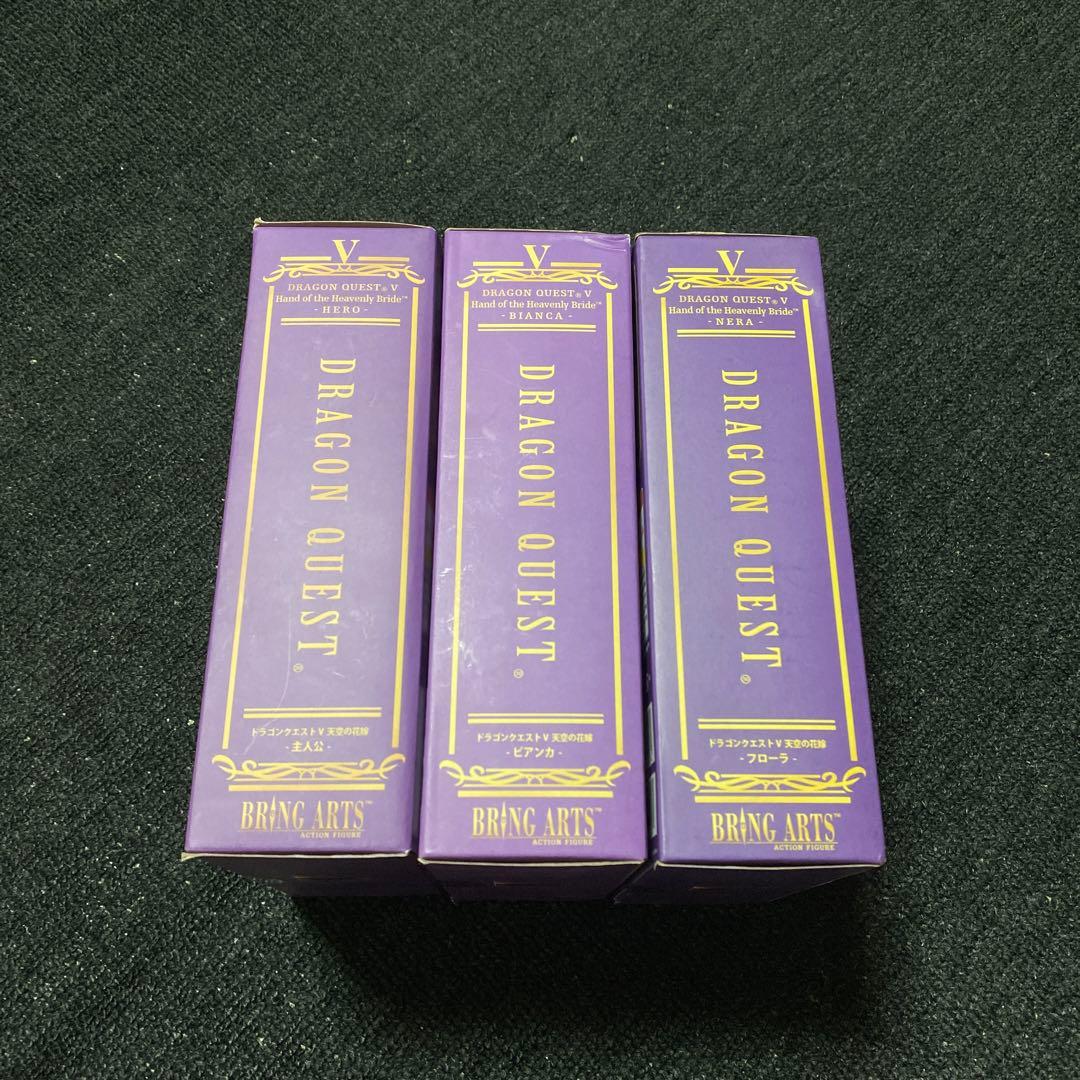 V
DRAGON QUEST® V
Hand of the Heavenly Bride™
- HERO -
DRAGON QUEST®
ドラゴンクエストV 天空の花嫁
- 主人公 -
BRING ARTS™
ACTION FIGURE
V
DRAGON QUEST® V
Hand of the Heavenly Bride™
- BIANCA -
DRAGON QUEST®
ドラゴンクエストV 天空の花嫁
- ビアンカ -
BRING ARTS™
ACTION FIGURE
V
DRAGON QUEST® V
Hand of the Heavenly Bride™
- NERA -
DRAGON QUEST®
ドラゴンクエストV 天空の花嫁
- フローラ -
BRING ARTS™
ACTION FIGURE